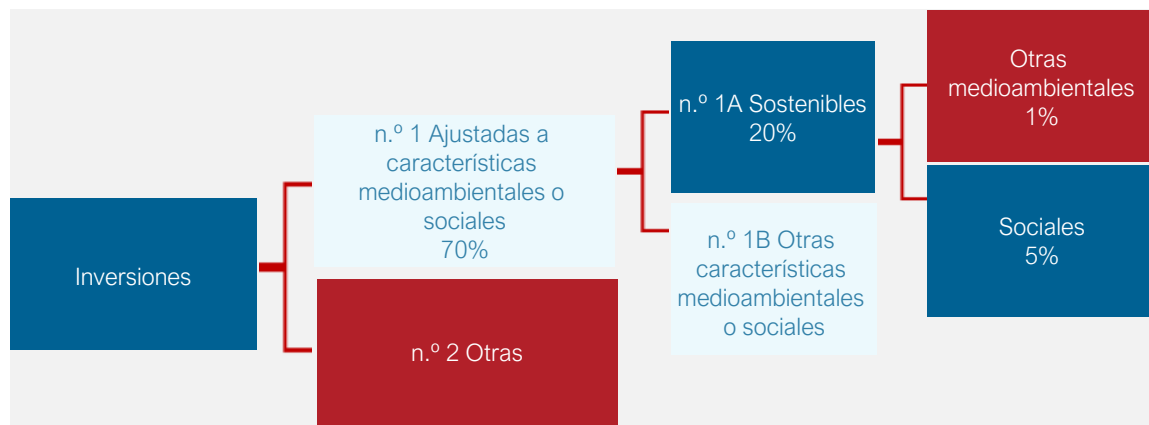 Inversiones
n.º 1 Ajustadas a
características
medioambientales o
sociales
70%
n.º 2 Otras
n.º 1A Sostenibles
20%
n.º 1B Otras
características
medioambientales
o sociales
Otras
medioambientales
1%
Sociales
5%